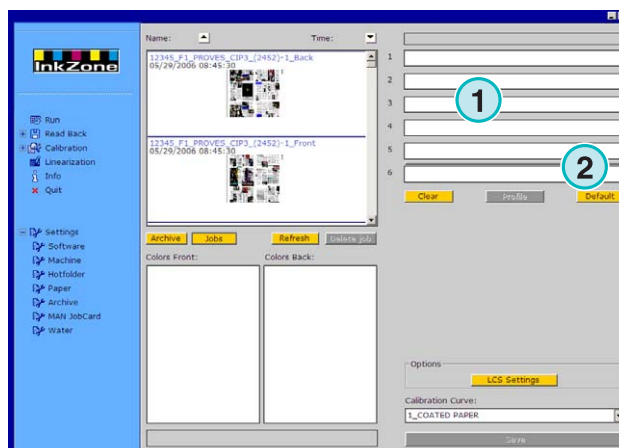 InkZone
Run
Read Back
Calibration
Linearization
Info
Quit
Settings
Software
Machine
Hotfolder
Paper
Archive
MAN JobCard
Water
Name:
Time:
12345_F1_PROVES_CIP3_(2452)-1_Back
05/29/2006 08:45:30
12345_F1_PROVES_CIP3_(2452)-1_Front
05/29/2006 08:45:30
Archive
Jobs
Refresh
Delete job
Colors Front:
Colors Back:
1
2
3
4
5
6
1
2
Clear
Profile
Default
Options
LCS Settings
Calibration Curve:
1_COATED PAPER
Save